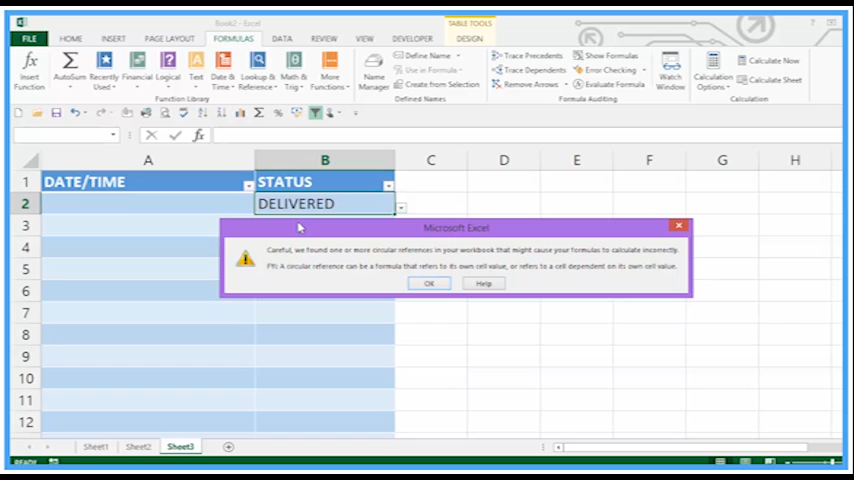 Book2 - Excel
TABLE TOOLS
FILE HOME INSERT PAGE LAYOUT FORMULAS DATA REVIEW VIEW DEVELOPER DESIGN
fx Σ ? A θ
Insert Function
AutoSum
Recently Used
Financial
Logical
Text
Date & Time
Lookup & Reference
Math & Trig
More Functions
Function Library
Name Manager
Define Name
Use in Formula
Create from Selection
Defined Names
Trace Precedents
Trace Dependents
Remove Arrows
Show Formulas
Error Checking
Evaluate Formula
Formula Auditing
Watch Window
Calculation Options
Calculate Now
Calculate Sheet
Calculation
fx
A B C D E F G H
1 DATE/TIME STATUS
2 DELIVERED
3
4
5
6
7
8
9
10
11
12
Microsoft Excel
Careful, we found one or more circular references in your workbook that might cause your formulas to calculate incorrectly.
FYI: A circular reference can be a formula that refers to its own cell value, or refers to a cell dependent on its own cell value.
OK Help
Sheet1 Sheet2 Sheet3
READY